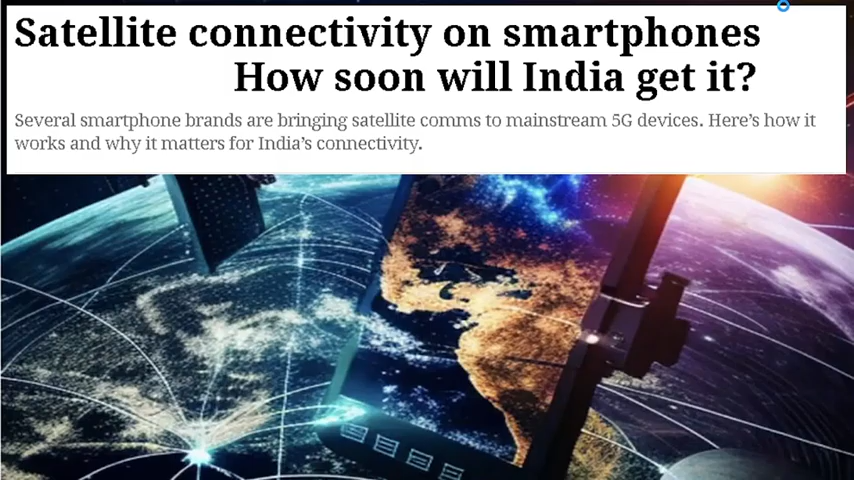 Satellite connectivity on smartphones
How soon will India get it?
Several smartphone brands are bringing satellite comms to mainstream 5G devices. Here’s how it
works and why it matters for India’s connectivity.